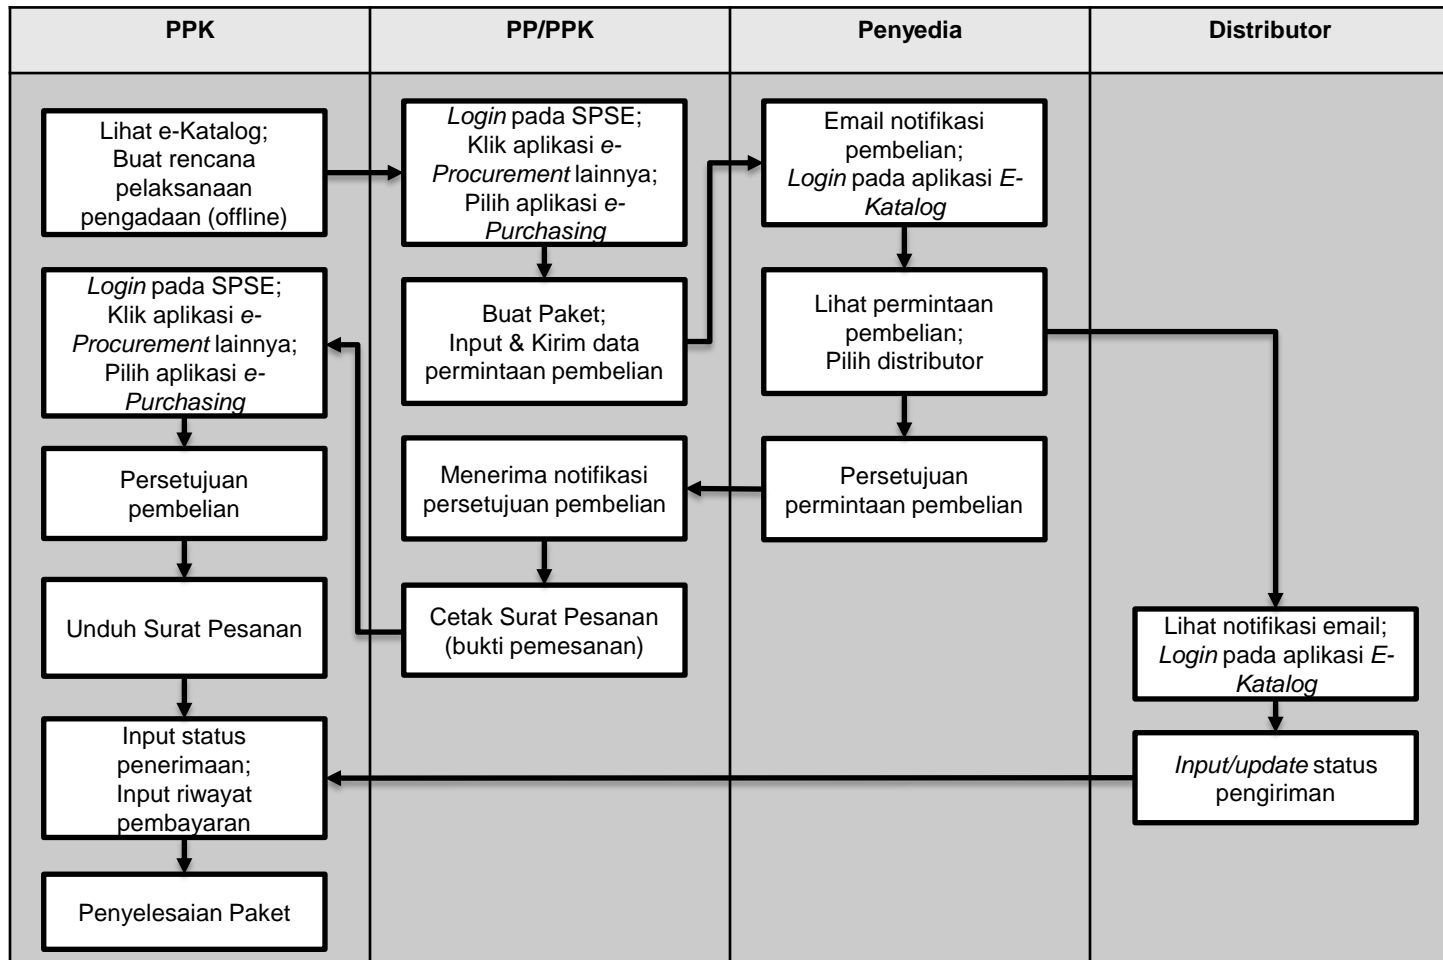 PPK
PP/PPK
Penyedia
Distributor
Lihat e-Katalog;
Buat rencana
pelaksanaan
pengadaan (offline)
Login pada SPSE;
Klik aplikasi e-
Procurement lainnya;
Pilih aplikasi e-
Purchasing
Email notifikasi
pembelian;
Login pada aplikasi E-
Katalog
Login pada SPSE;
Klik aplikasi e-
Procurement lainnya;
Pilih aplikasi e-
Purchasing
Buat Paket;
Input & Kirim data
permintaan pembelian
Lihat permintaan
pembelian;
Pilih distributor
Persetujuan
pembelian
Menerima notifikasi
persetujuan pembelian
Persetujuan
permintaan pembelian
Unduh Surat Pesanan
Cetak Surat Pesanan
(bukti pemesanan)
Lihat notifikasi email;
Login pada aplikasi E-
Katalog
Input status
penerimaan;
Input riwayat
pembayaran
Input/update status
pengiriman
Penyelesaian Paket